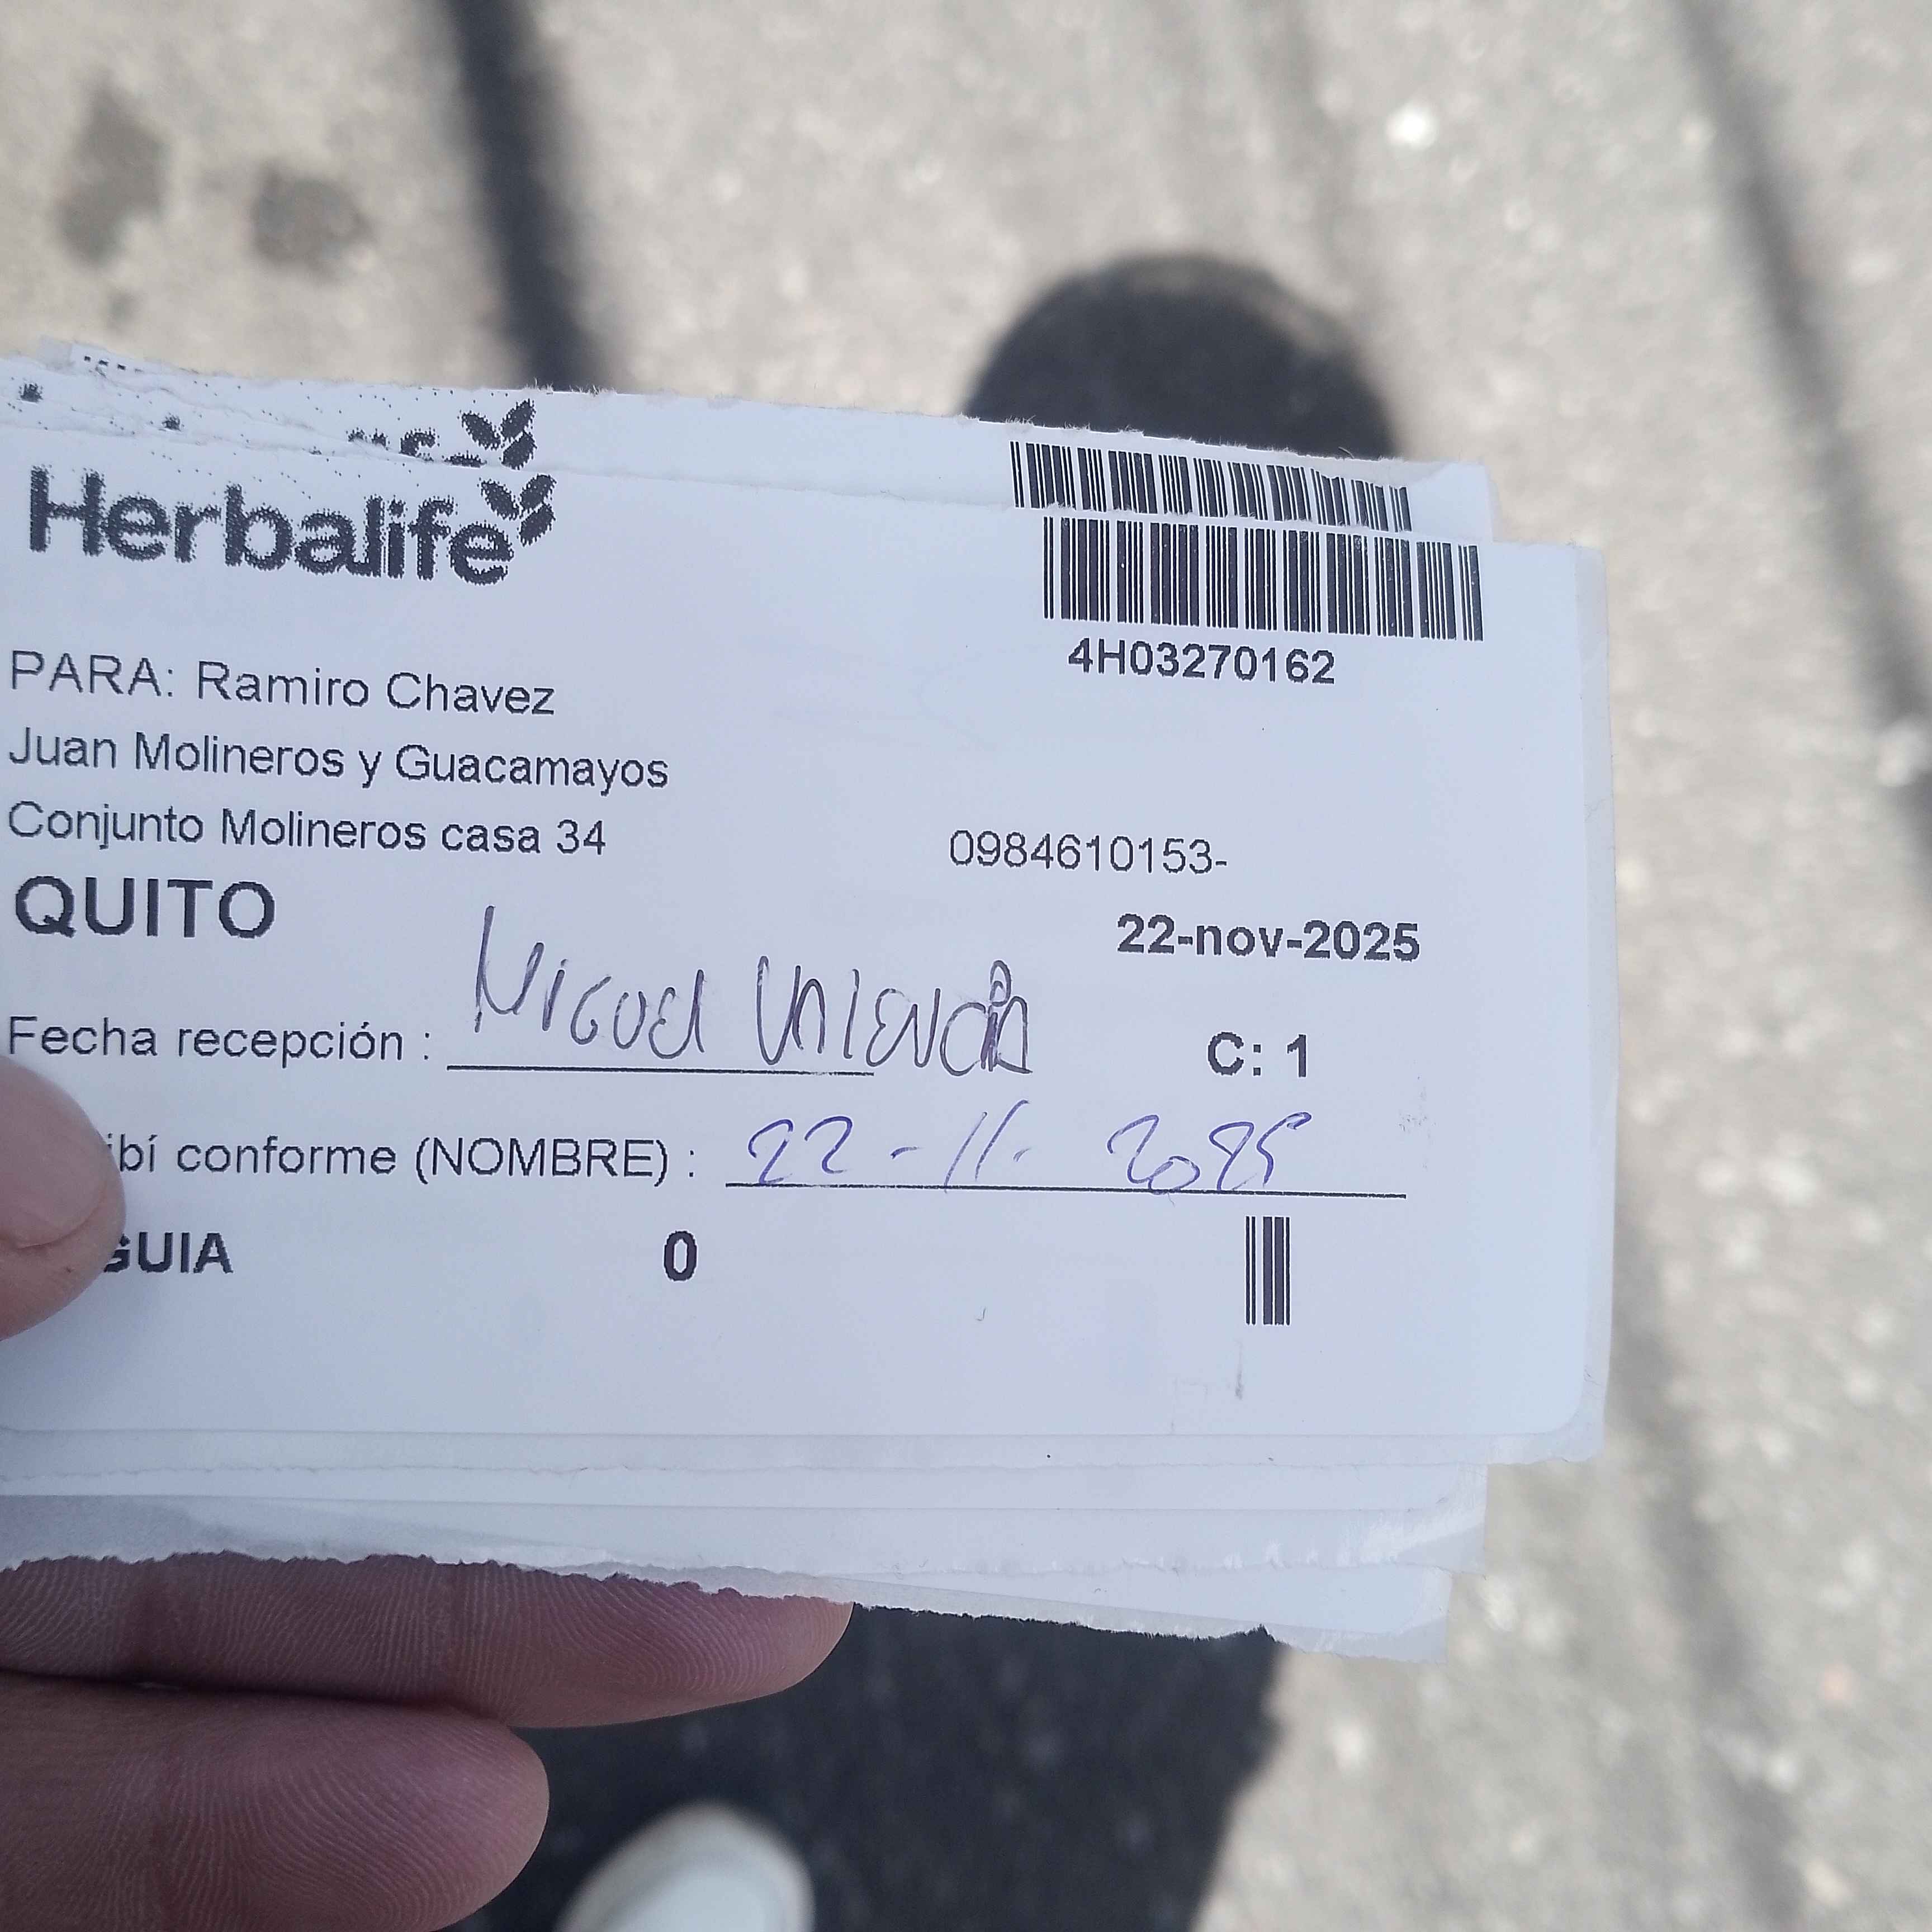 Herbalife
4H03270162
PARA: Ramiro Chavez
Juan Molineros y Guacamayos
Conjunto Molineros casa 34
0984610153-
QUITO
22-nov-2025
Fecha recepción : Miguel Valencia
C: 1
ibí conforme (NOMBRE) : 22-11-2025
GUIA 0